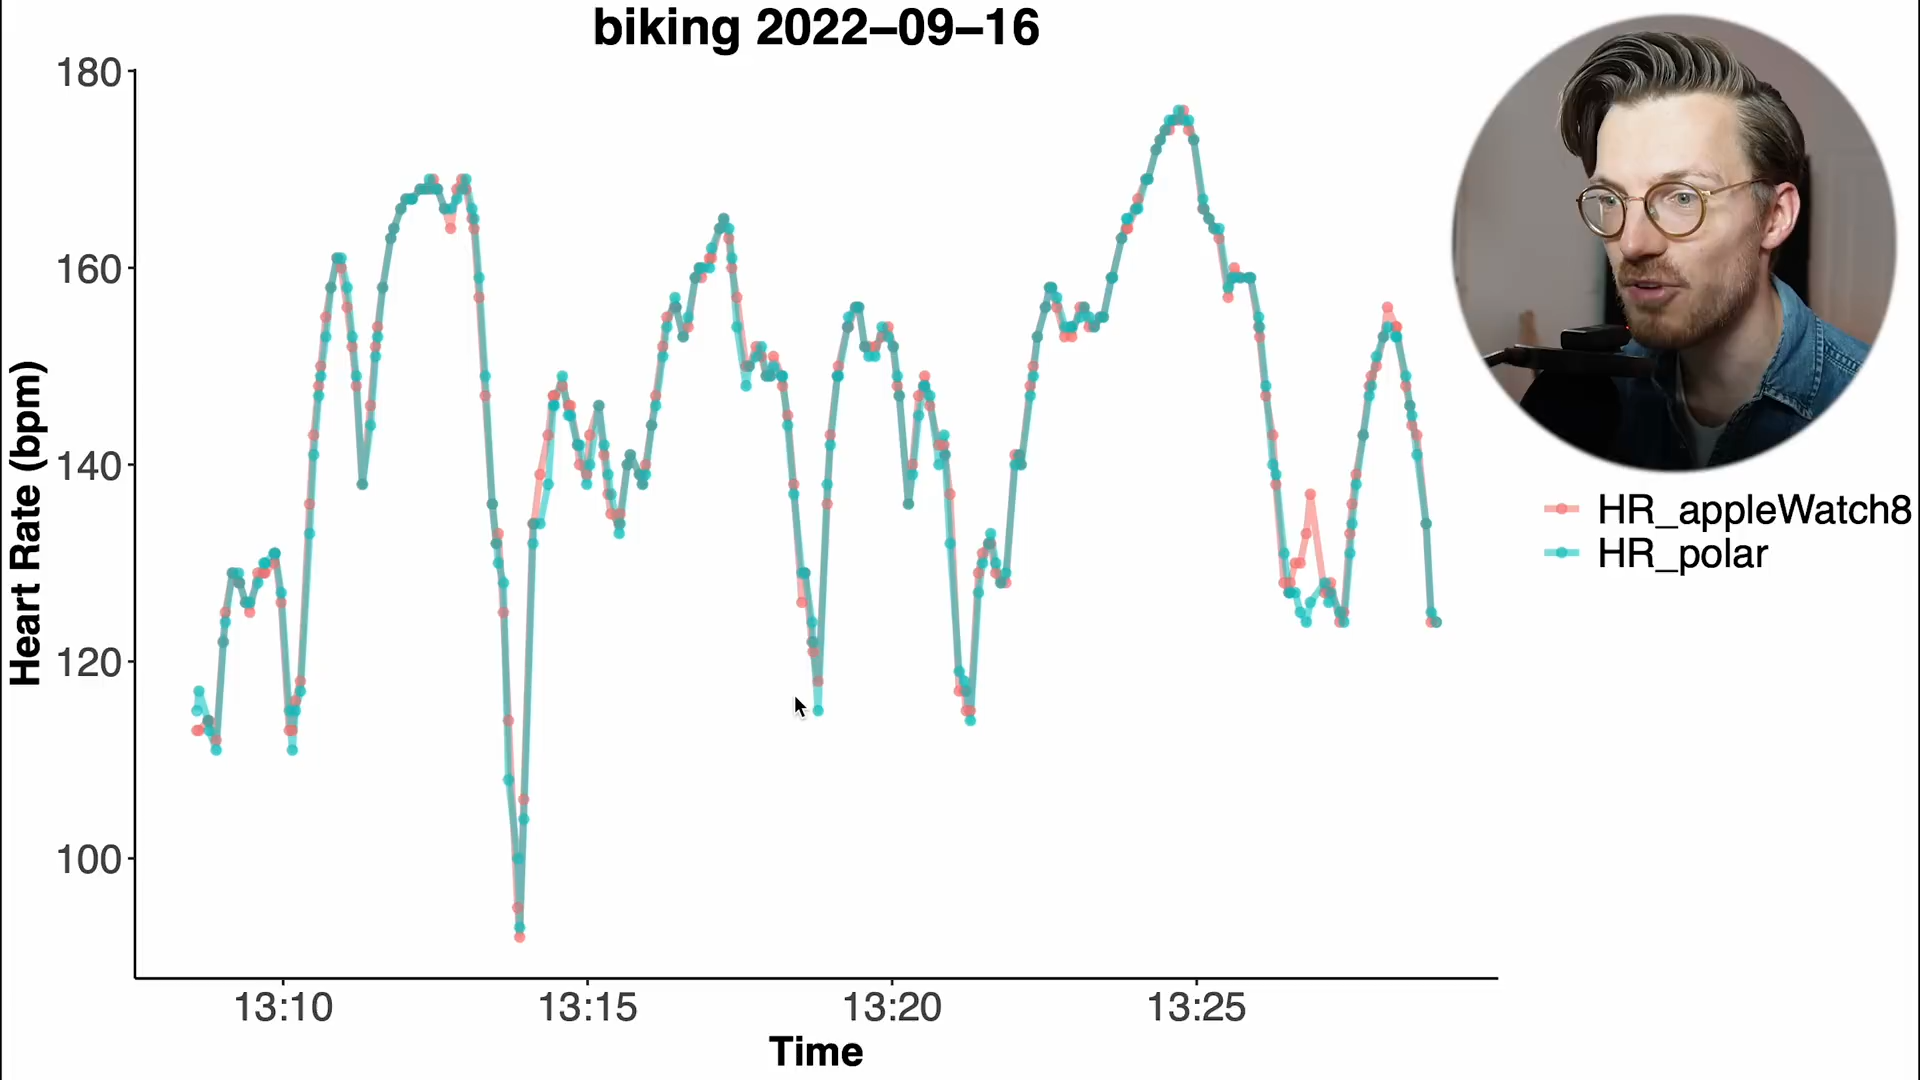 biking 2022–09–16
180
160
140
120
100
Heart Rate (bpm)
13:10
13:15
13:20
13:25
Time
HR_appleWatch8
HR_polar